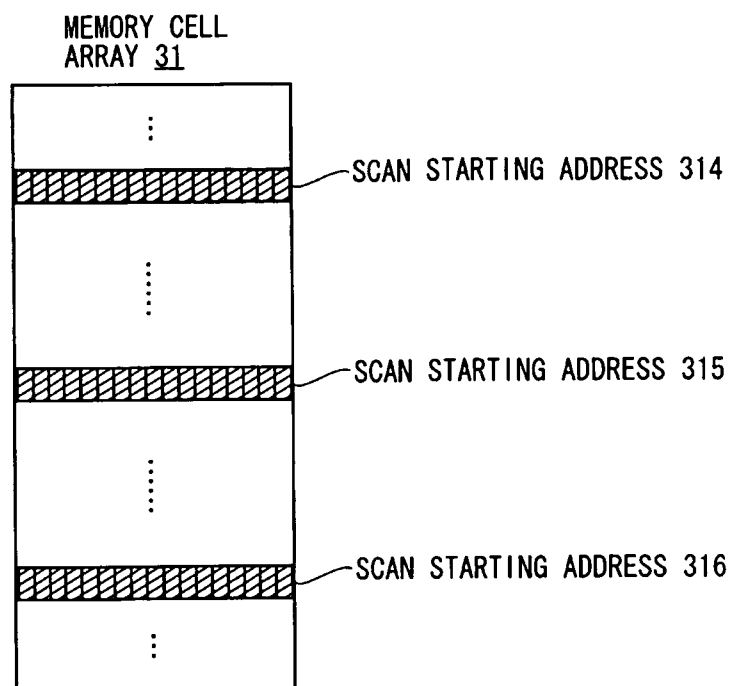 MEMORY CELL
ARRAY 31
SCAN STARTING ADDRESS 314
SCAN STARTING ADDRESS 315
SCAN STARTING ADDRESS 316